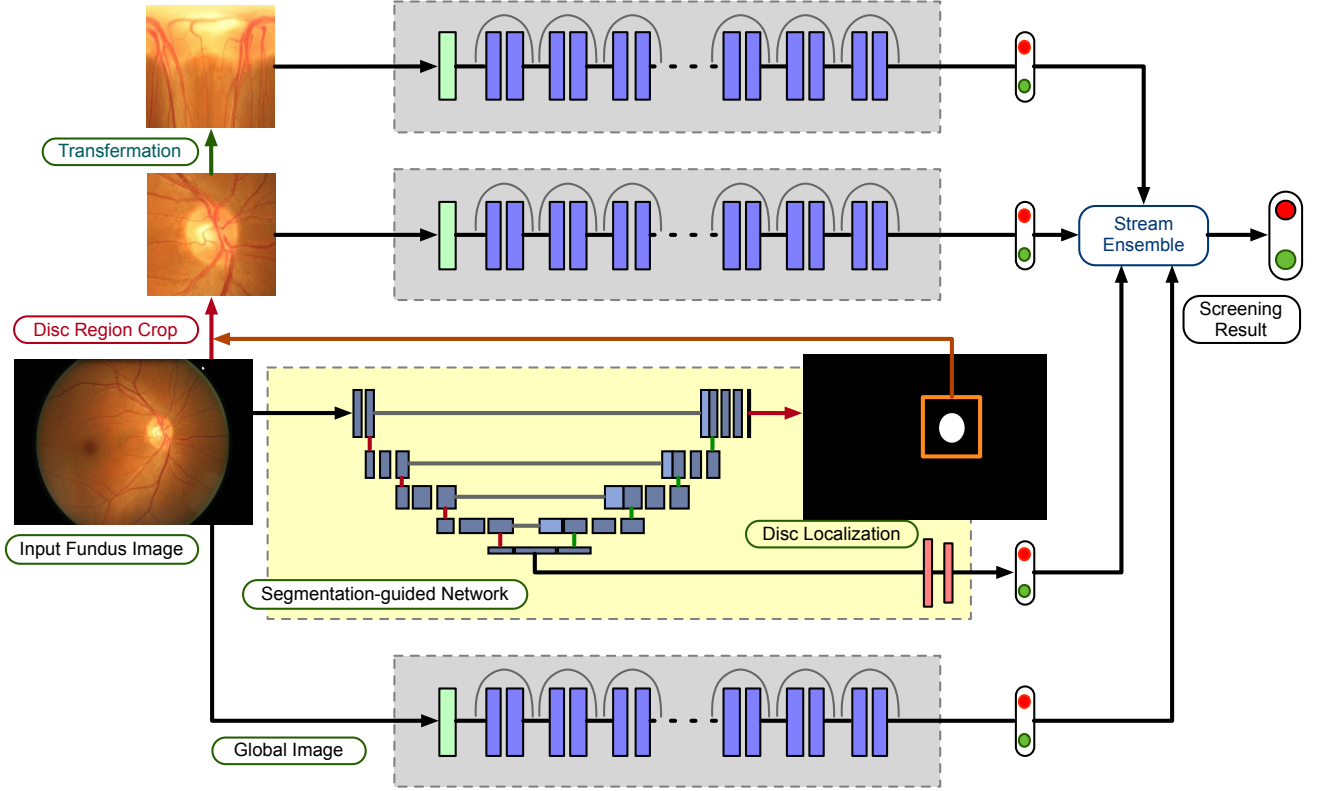 Transfermation
Stream
Ensemble
Disc Region Crop
Screening
Result
Input Fundus Image
Disc Localization
Segmentation-guided Network
Global Image